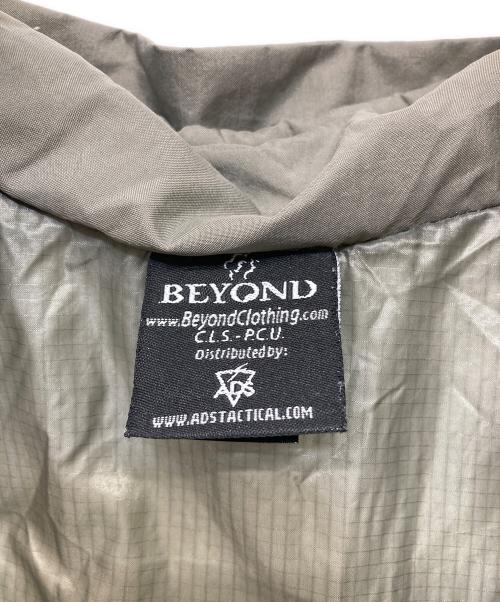 BEYOND
www.BeyondClothing.com
C.L.S.-P.C.U.
Distributed by:
ADS
WWW.ADSTACTICAL.COM